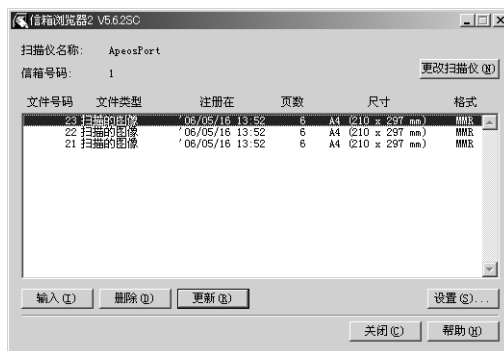 信箱浏览器2 V5.6.2SC
扫描仪名称: ApeosPort
信箱号码: 1
更改扫描仪(N)
文件号码 文件类型 注册在 页数 尺寸 格式
23 扫描的图像 '06/05/16 13:52 6 A4 (210 x 297 mm) MMR
22 扫描的图像 '06/05/16 13:52 6 A4 (210 x 297 mm) MMR
21 扫描的图像 '06/05/16 13:52 6 A4 (210 x 297 mm) MMR
输入(I) 删除(D) 更新(R) 设置(S)...
关闭(C) 帮助(H)